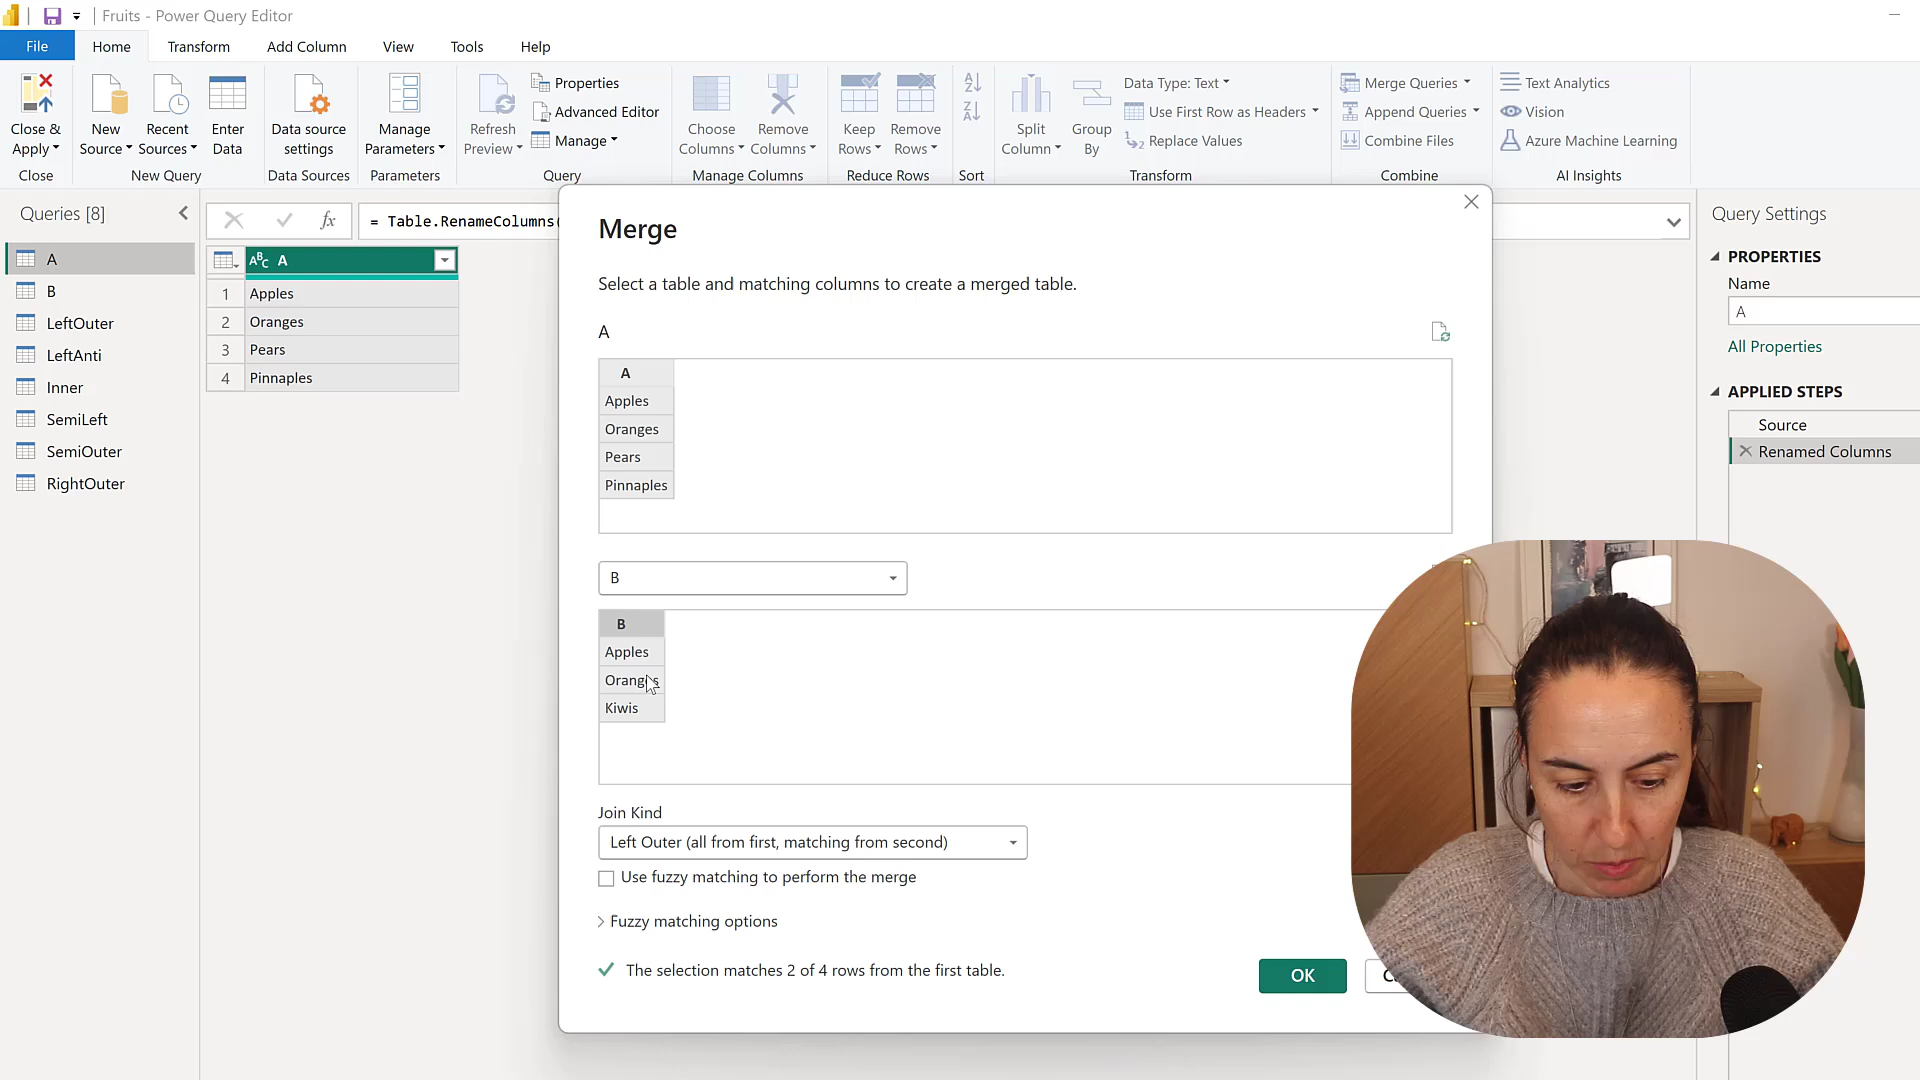 Fruits - Power Query Editor
File Home Transform Add Column View Tools Help
Close & Apply
New Source
Recent Sources
Enter Data
Data source settings
Manage Parameters
Refresh Preview
Properties
Advanced Editor
Manage
Choose Columns
Remove Columns
Keep Rows
Remove Rows
Split Column
Group By
Data Type: Text
Use First Row as Headers
Replace Values
Merge Queries
Append Queries
Combine Files
Text Analytics
Vision
Azure Machine Learning
Close New Query Data Sources Parameters Query Manage Columns Reduce Rows Sort Transform Combine AI Insights
Queries [8]
A
B
LeftOuter
LeftAnti
Inner
SemiLeft
SemiOuter
RightOuter
fx = Table.RenameColumns(
ABC A
1 Apples
2 Oranges
3 Pears
4 Pinnaples
Merge
Select a table and matching columns to create a merged table.
A
A
Apples
Oranges
Pears
Pinnaples
B
B
Apples
Oranges
Kiwis
Join Kind
Left Outer (all from first, matching from second)
Use fuzzy matching to perform the merge
Fuzzy matching options
The selection matches 2 of 4 rows from the first table.
OK
Query Settings
PROPERTIES
Name
A
All Properties
APPLIED STEPS
Source
Renamed Columns